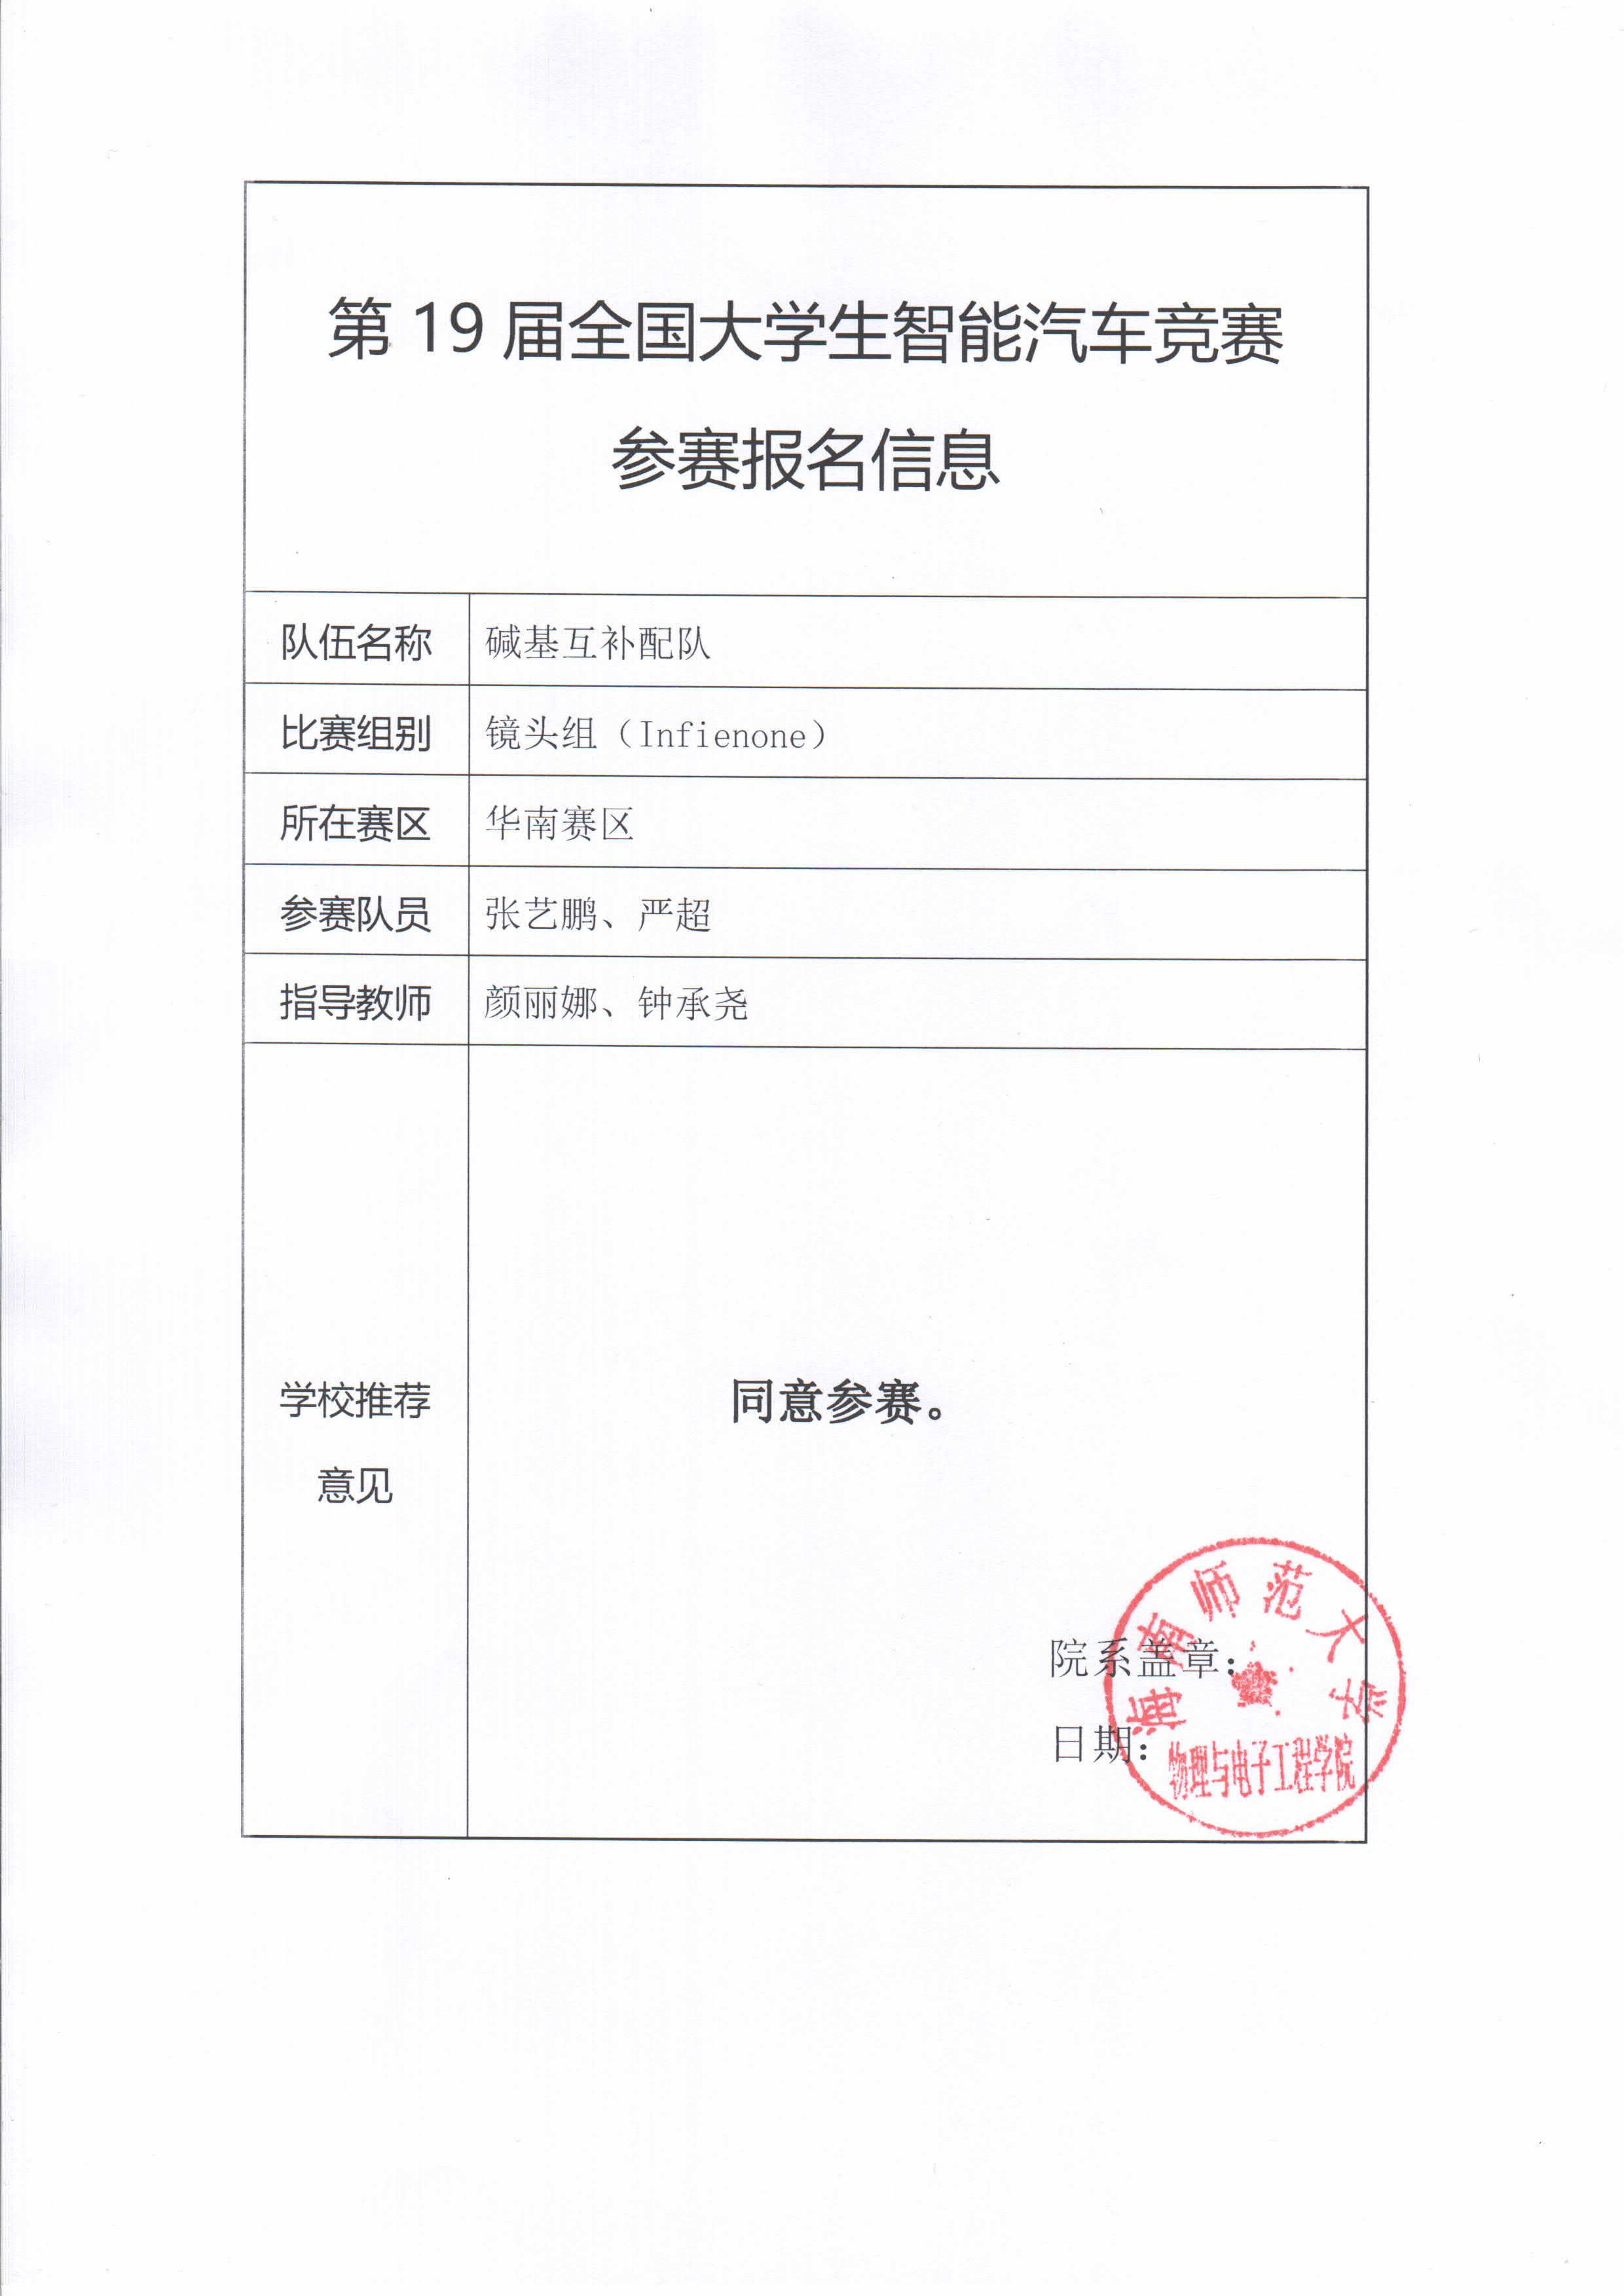 第 19 届全国大学生智能汽车竞赛
参赛报名信息
队伍名称 碱基互补配队
比赛组别 镜头组（Infienone）
所在赛区 华南赛区
参赛队员 张艺鹏、严超
指导教师 颜丽娜、钟承尧
学校推荐
意见
同意参赛。
院系盖章：
日期：
海南师范大学
物理与电子工程学院